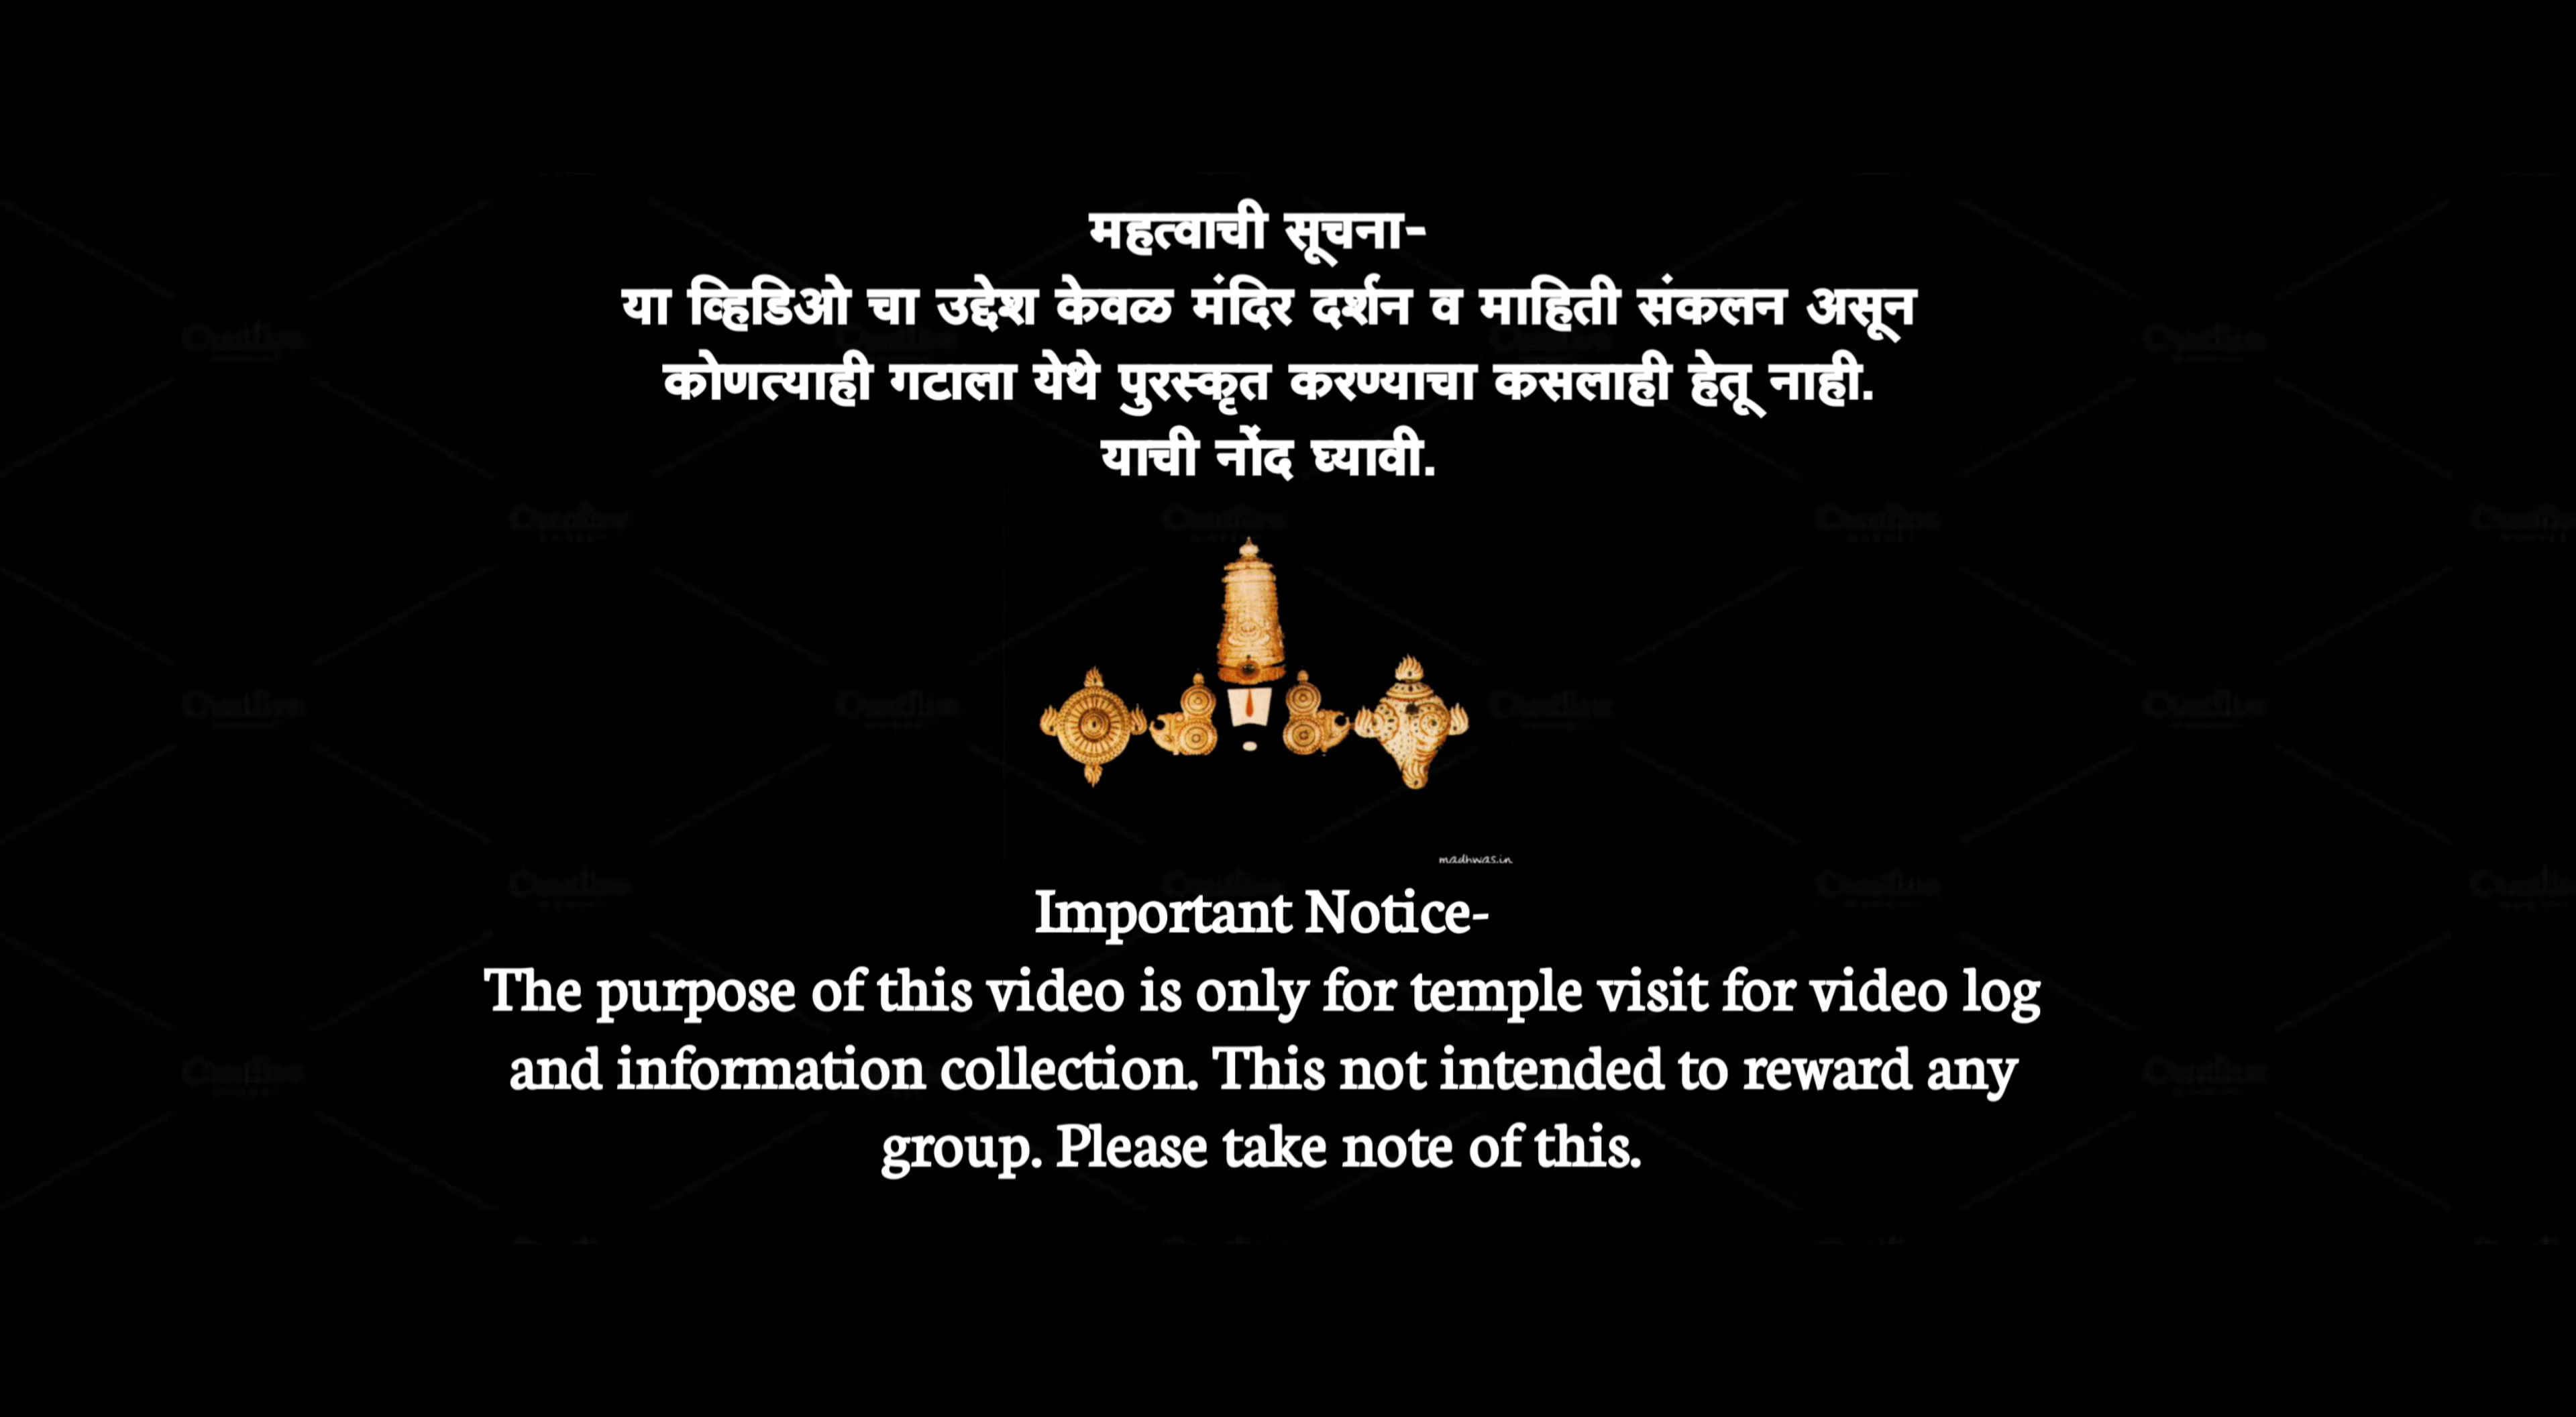 महत्वाची सूचना-
या व्हिडिओ चा उद्देश केवळ मंदिर दर्शन व माहिती संकलन असून
कोणत्याही गटाला येथे पुरस्कृत करण्याचा कसलाही हेतू नाही.
याची नोंद घ्यावी.
madhwas.in
Important Notice-
The purpose of this video is only for temple visit for video log
and information collection. This not intended to reward any
group. Please take note of this.